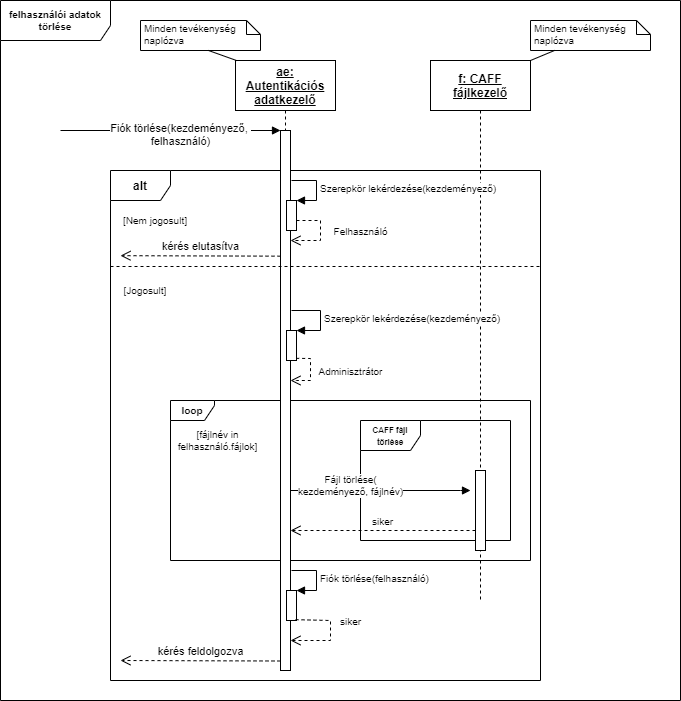 felhasználói adatok
törlése
Minden tevékenység
naplózva
Minden tevékenység
naplózva
ae:
Autentikációs
adatkezelő
f: CAFF
fájlkezelő
Fiók törlése(kezdeményező,
felhasználó)
alt
Szerepkör lekérdezése(kezdeményező)
[Nem jogosult]
Felhasználó
kérés elutasítva
[Jogosult]
Szerepkör lekérdezése(kezdeményező)
Adminisztrátor
loop
[fájlnév in
felhasználó.fájlok]
CAFF fájl
törlése
Fájl törlése(
kezdeményező, fájlnév)
siker
Fiók törlése(felhasználó)
siker
kérés feldolgozva